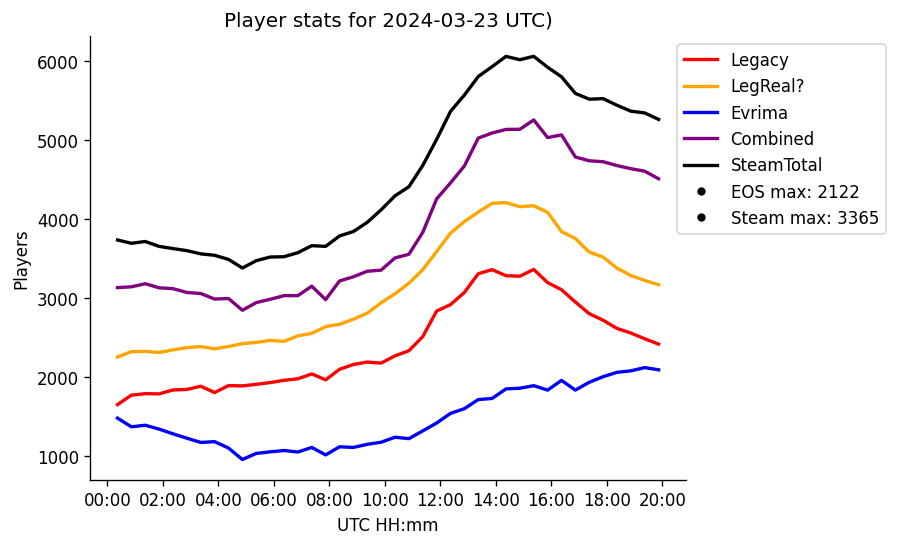 Player stats for 2024-03-23 UTC)
Legacy
LegReal?
Evrima
Combined
SteamTotal
EOS max: 2122
Steam max: 3365
Players
6000
5000
4000
3000
2000
1000
00:00 02:00 04:00 06:00 08:00 10:00 12:00 14:00 16:00 18:00 20:00
UTC HH:mm